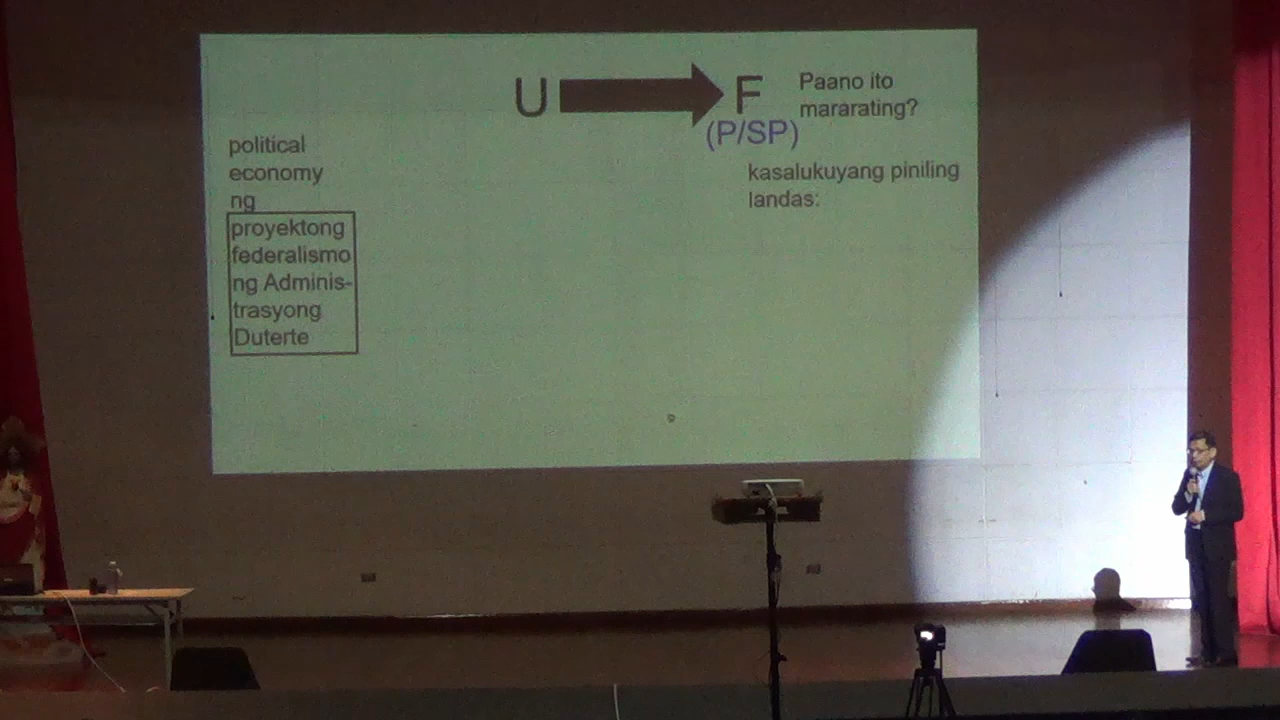 U F
(P/SP)
Paano ito
mararating?
kasalukuyang piniling
landas:
political
economy
ng
proyektong
federalismo
ng Adminis-
trasyong
Duterte